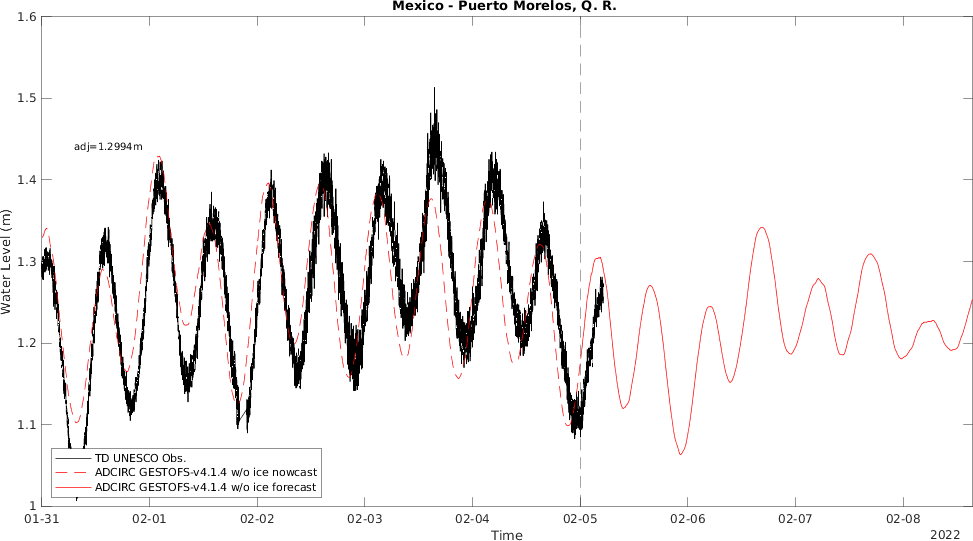 Mexico - Puerto Morelos, Q. R.
1.6
1.5
1.4
1.3
1.2
1.1
1
Water Level (m)
adj=1.2994m
TD UNESCO Obs.
ADCIRC GESTOFS-v4.1.4 w/o ice nowcast
ADCIRC GESTOFS-v4.1.4 w/o ice forecast
01-31 02-01 02-02 02-03 02-04 02-05 02-06 02-07 02-08
Time
2022